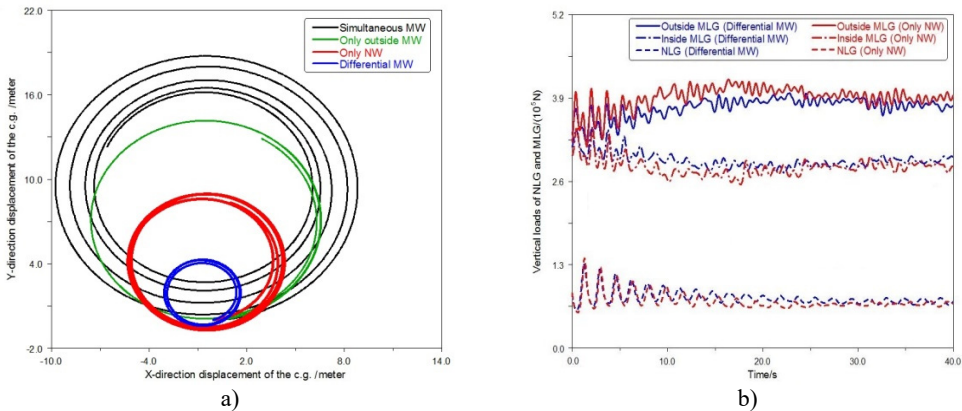 22.0
16.0
10.0
4.0
-2.0
-10.0
-4.0
2.0
8.0
14.0
Y-direction displacement of the c.g. /meter
X-direction displacement of the c.g. /meter
Simultaneous MW
Only outside MW
Only NW
Differential MW
a)
5.2
3.9
2.6
1.3
0.0
0.0
10.0
20.0
30.0
40.0
Vertical loads of NLG and MLG/(10⁵N)
Time/s
Outside MLG (Differential MW)
Inside MLG (Differential MW)
NLG (Differential MW)
Outside MLG (Only NW)
Inside MLG (Only NW)
NLG (Only NW)
b)